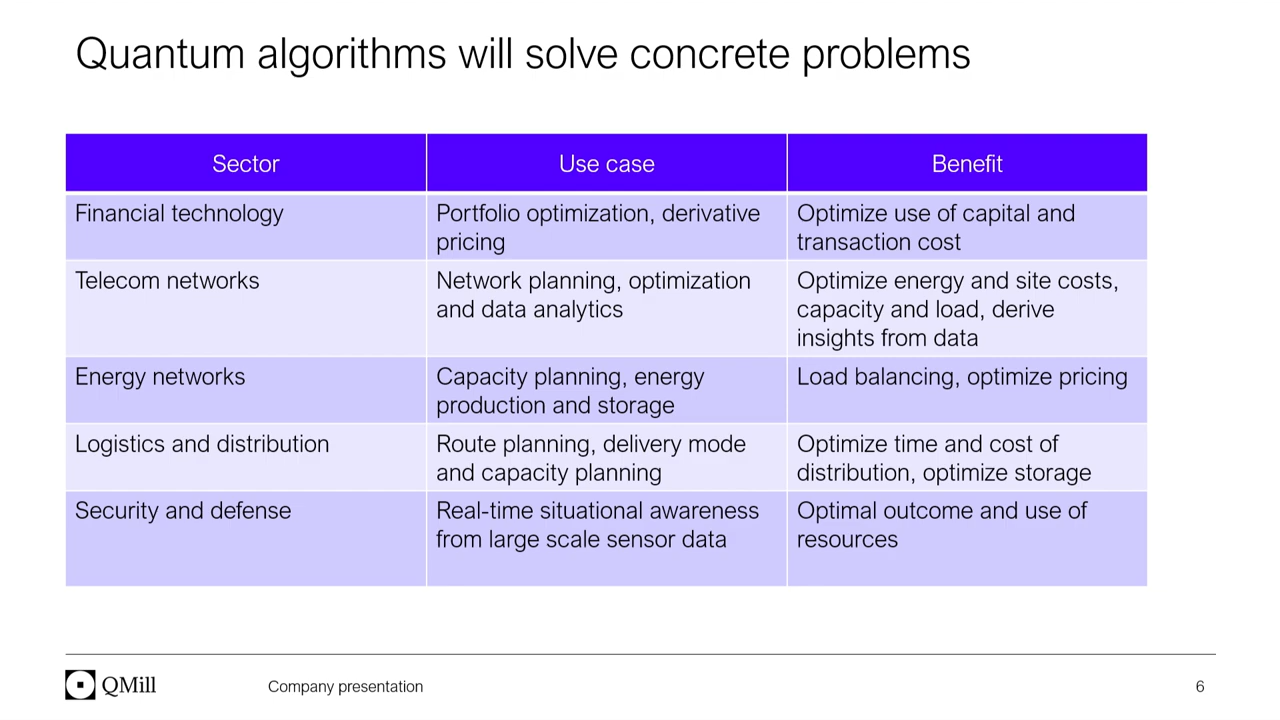 Quantum algorithms will solve concrete problems
Sector
Use case
Benefit
Financial technology
Portfolio optimization, derivative
pricing
Optimize use of capital and
transaction cost
Telecom networks
Network planning, optimization
and data analytics
Optimize energy and site costs,
capacity and load, derive
insights from data
Energy networks
Capacity planning, energy
production and storage
Load balancing, optimize pricing
Logistics and distribution
Route planning, delivery mode
and capacity planning
Optimize time and cost of
distribution, optimize storage
Security and defense
Real-time situational awareness
from large scale sensor data
Optimal outcome and use of
resources
QMill
Company presentation
6